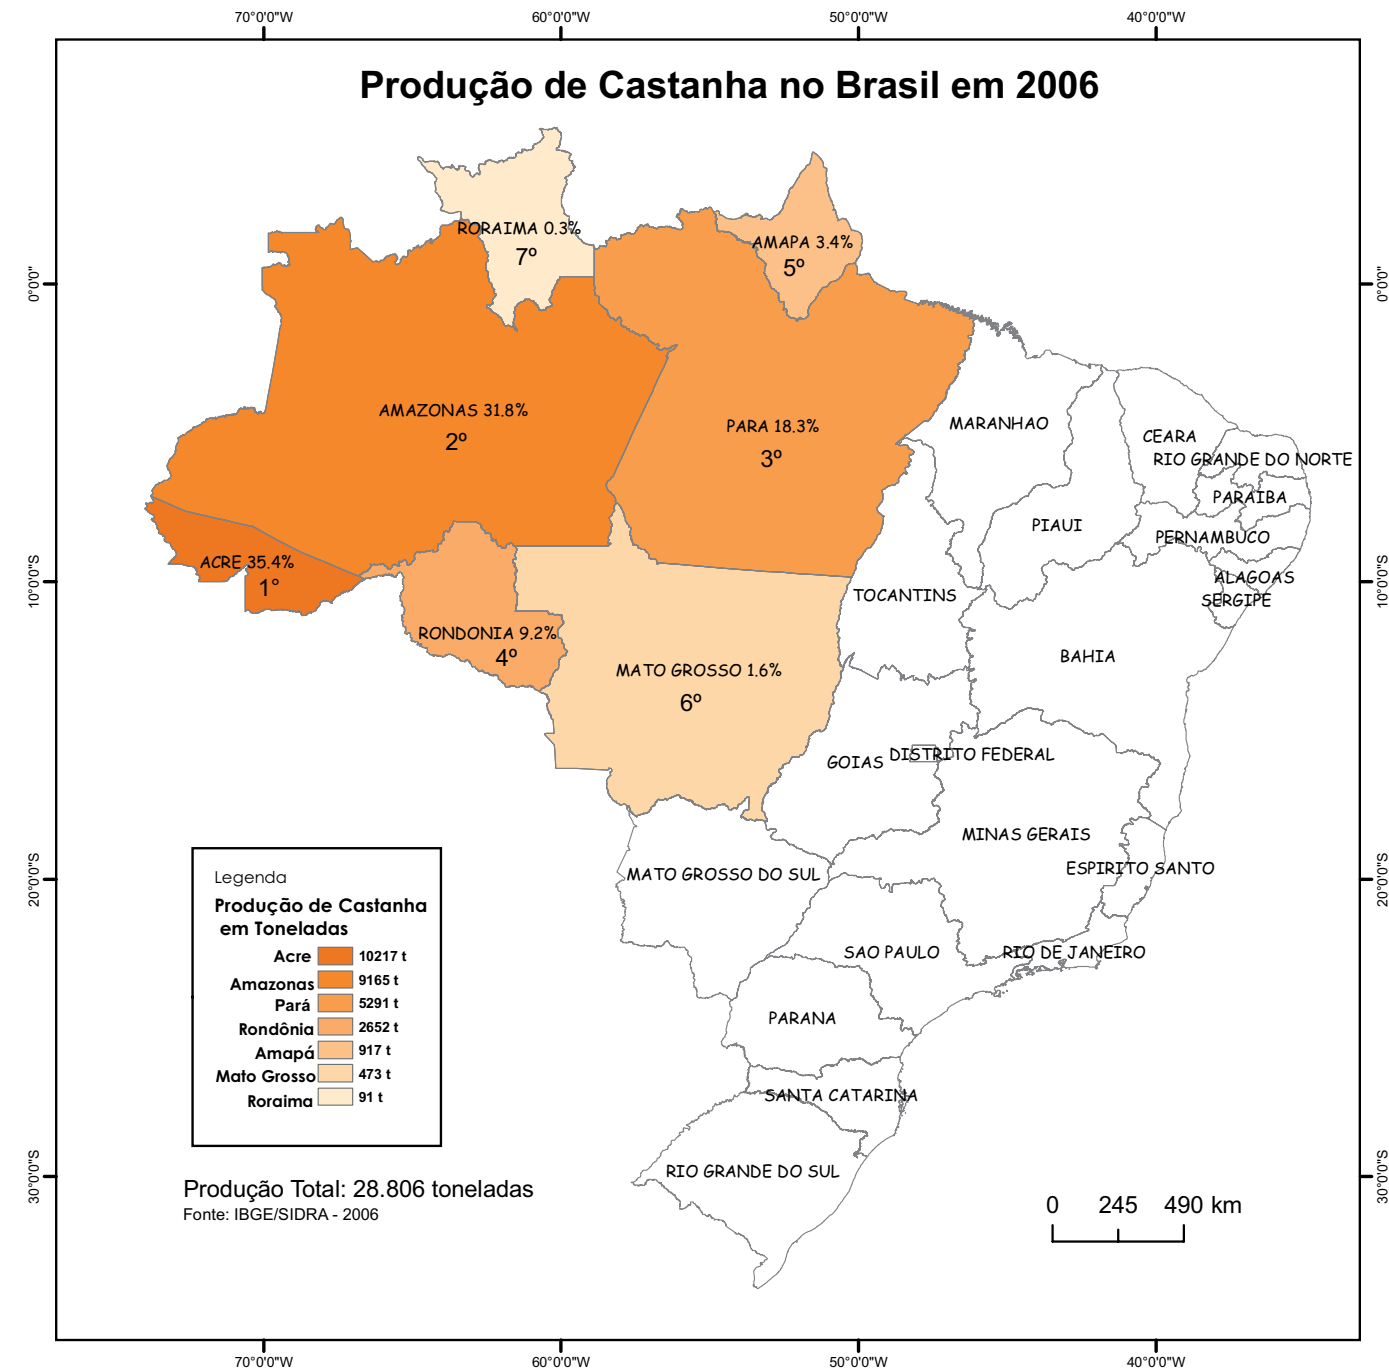 70°0'0"W 60°0'0"W 50°0'0"W 40°0'0"W
Produção de Castanha no Brasil em 2006
RORAIMA 0.3%
7º
AMAPA 3.4%
5º
0°0'0"
0°0'0"
AMAZONAS 31.8%
2º
PARA 18.3%
3º
MARANHAO
CEARA
RIO GRANDE DO NORTE
PARAIBA
PIAUI
PERNAMBUCO
ACRE 35.4%
1°
10°0'0"S
10°0'0"S
ALAGOAS
SERGIPE
TOCANTINS
RONDONIA 9.2%
4º
BAHIA
MATO GROSSO 1.6%
6º
GOIAS
DISTRITO FEDERAL
MINAS GERAIS
ESPIRITO SANTO
MATO GROSSO DO SUL
20°0'0"S
20°0'0"S
SAO PAULO
RIO DE JANEIRO
PARANA
SANTA CATARINA
RIO GRANDE DO SUL
30°0'0"S
30°0'0"S
Legenda
Produção de Castanha
em Toneladas
Acre 10217 t
Amazonas 9165 t
Pará 5291 t
Rondônia 2652 t
Amapá 917 t
Mato Grosso 473 t
Roraima 91 t
Produção Total: 28.806 toneladas
Fonte: IBGE/SIDRA - 2006
0 245 490 km
70°0'0"W 60°0'0"W 50°0'0"W 40°0'0"W